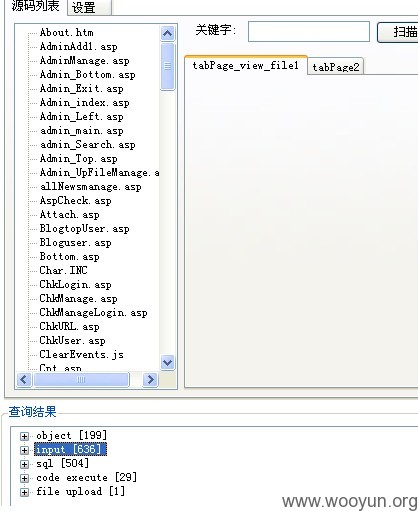 源码列表 设置
关键字: 扫描
About.htm
AdminAdd1.asp
AdminManage.asp
Admin_Bottom.asp
Admin_Exit.asp
Admin_index.asp
Admin_Left.asp
admin_main.asp
admin_Search.asp
Admin_Top.asp
Admin_UpFileManage.a
allNewsmanage.asp
AspCheck.asp
Attach.asp
BlogtopUser.asp
Bloguser.asp
Bottom.asp
Char.INC
ChkLogin.asp
ChkManage.asp
ChkManageLogin.asp
ChkURL.asp
ChkUser.asp
ClearEvents.js
Cnt.asp
tabPage_view_file1 tabPage2
查询结果
object [199]
input [636]
sql [504]
code execute [29]
file upload [1]
www.wooyun.org